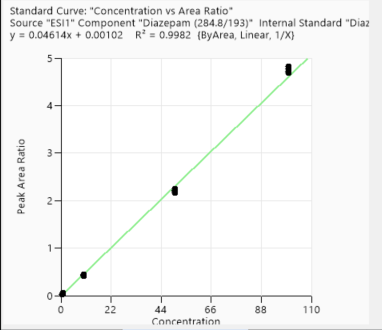 Standard Curve: "Concentration vs Area Ratio"
Source "ESI1" Component "Diazepam (284.8/193)" Internal Standard "Diaz
y = 0.04614x + 0.00102 R² = 0.9982 (ByArea, Linear, 1/X)
5
4
3
2
1
0
Peak Area Ratio
0 22 44 66 88 110
Concentration